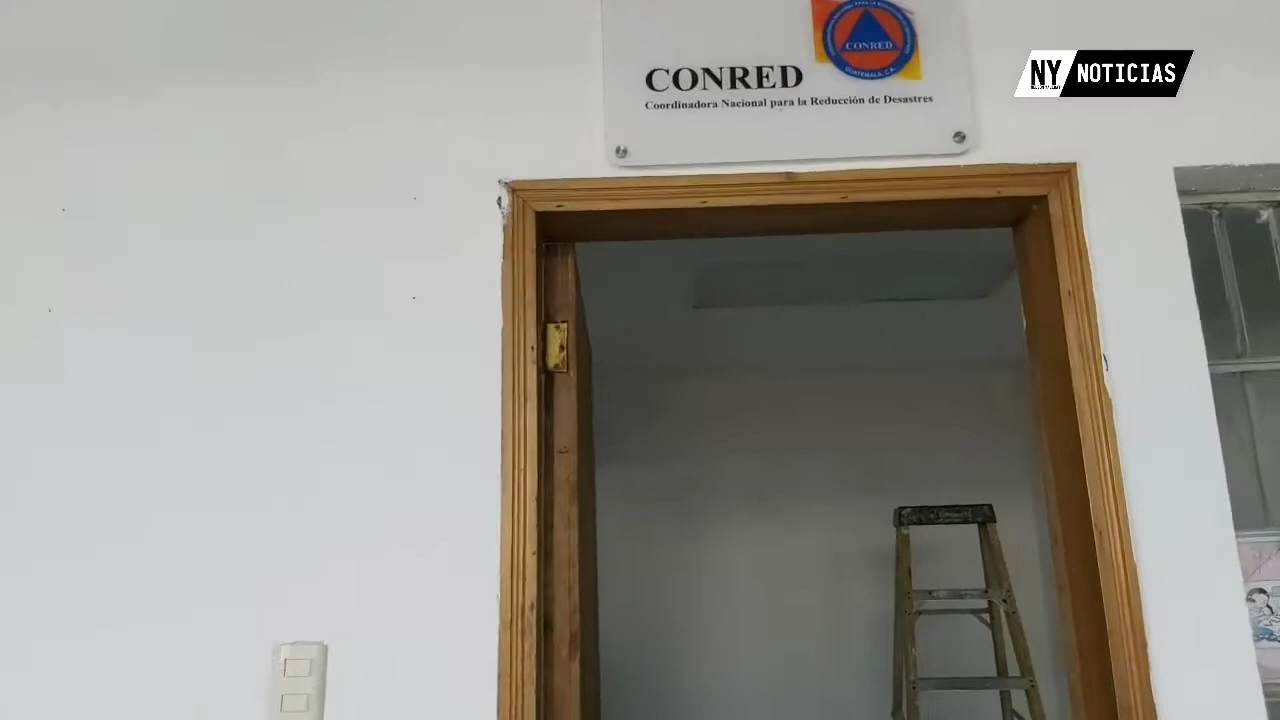 CONRED
Coordinadora Nacional para la Reducción de Desastres
CONRED
GUATEMALA, C.A.
NY NOTICIAS